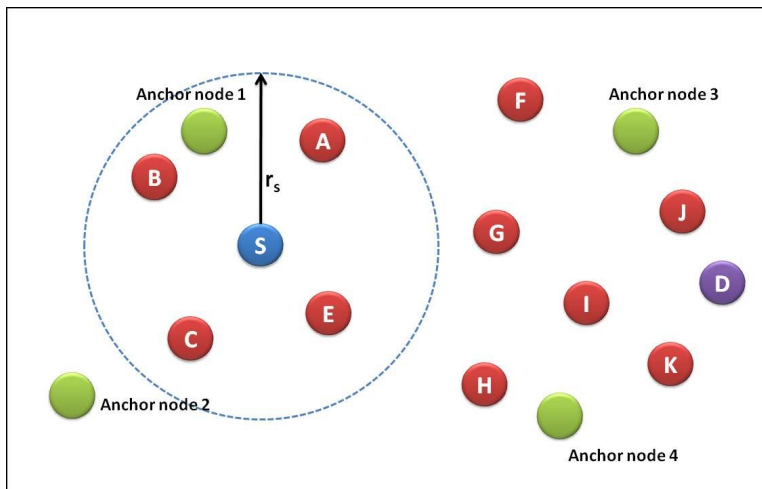 Anchor node 1
Anchor node 3
F
A
B
r_s
J
G
S
D
I
E
C
K
H
Anchor node 2
Anchor node 4